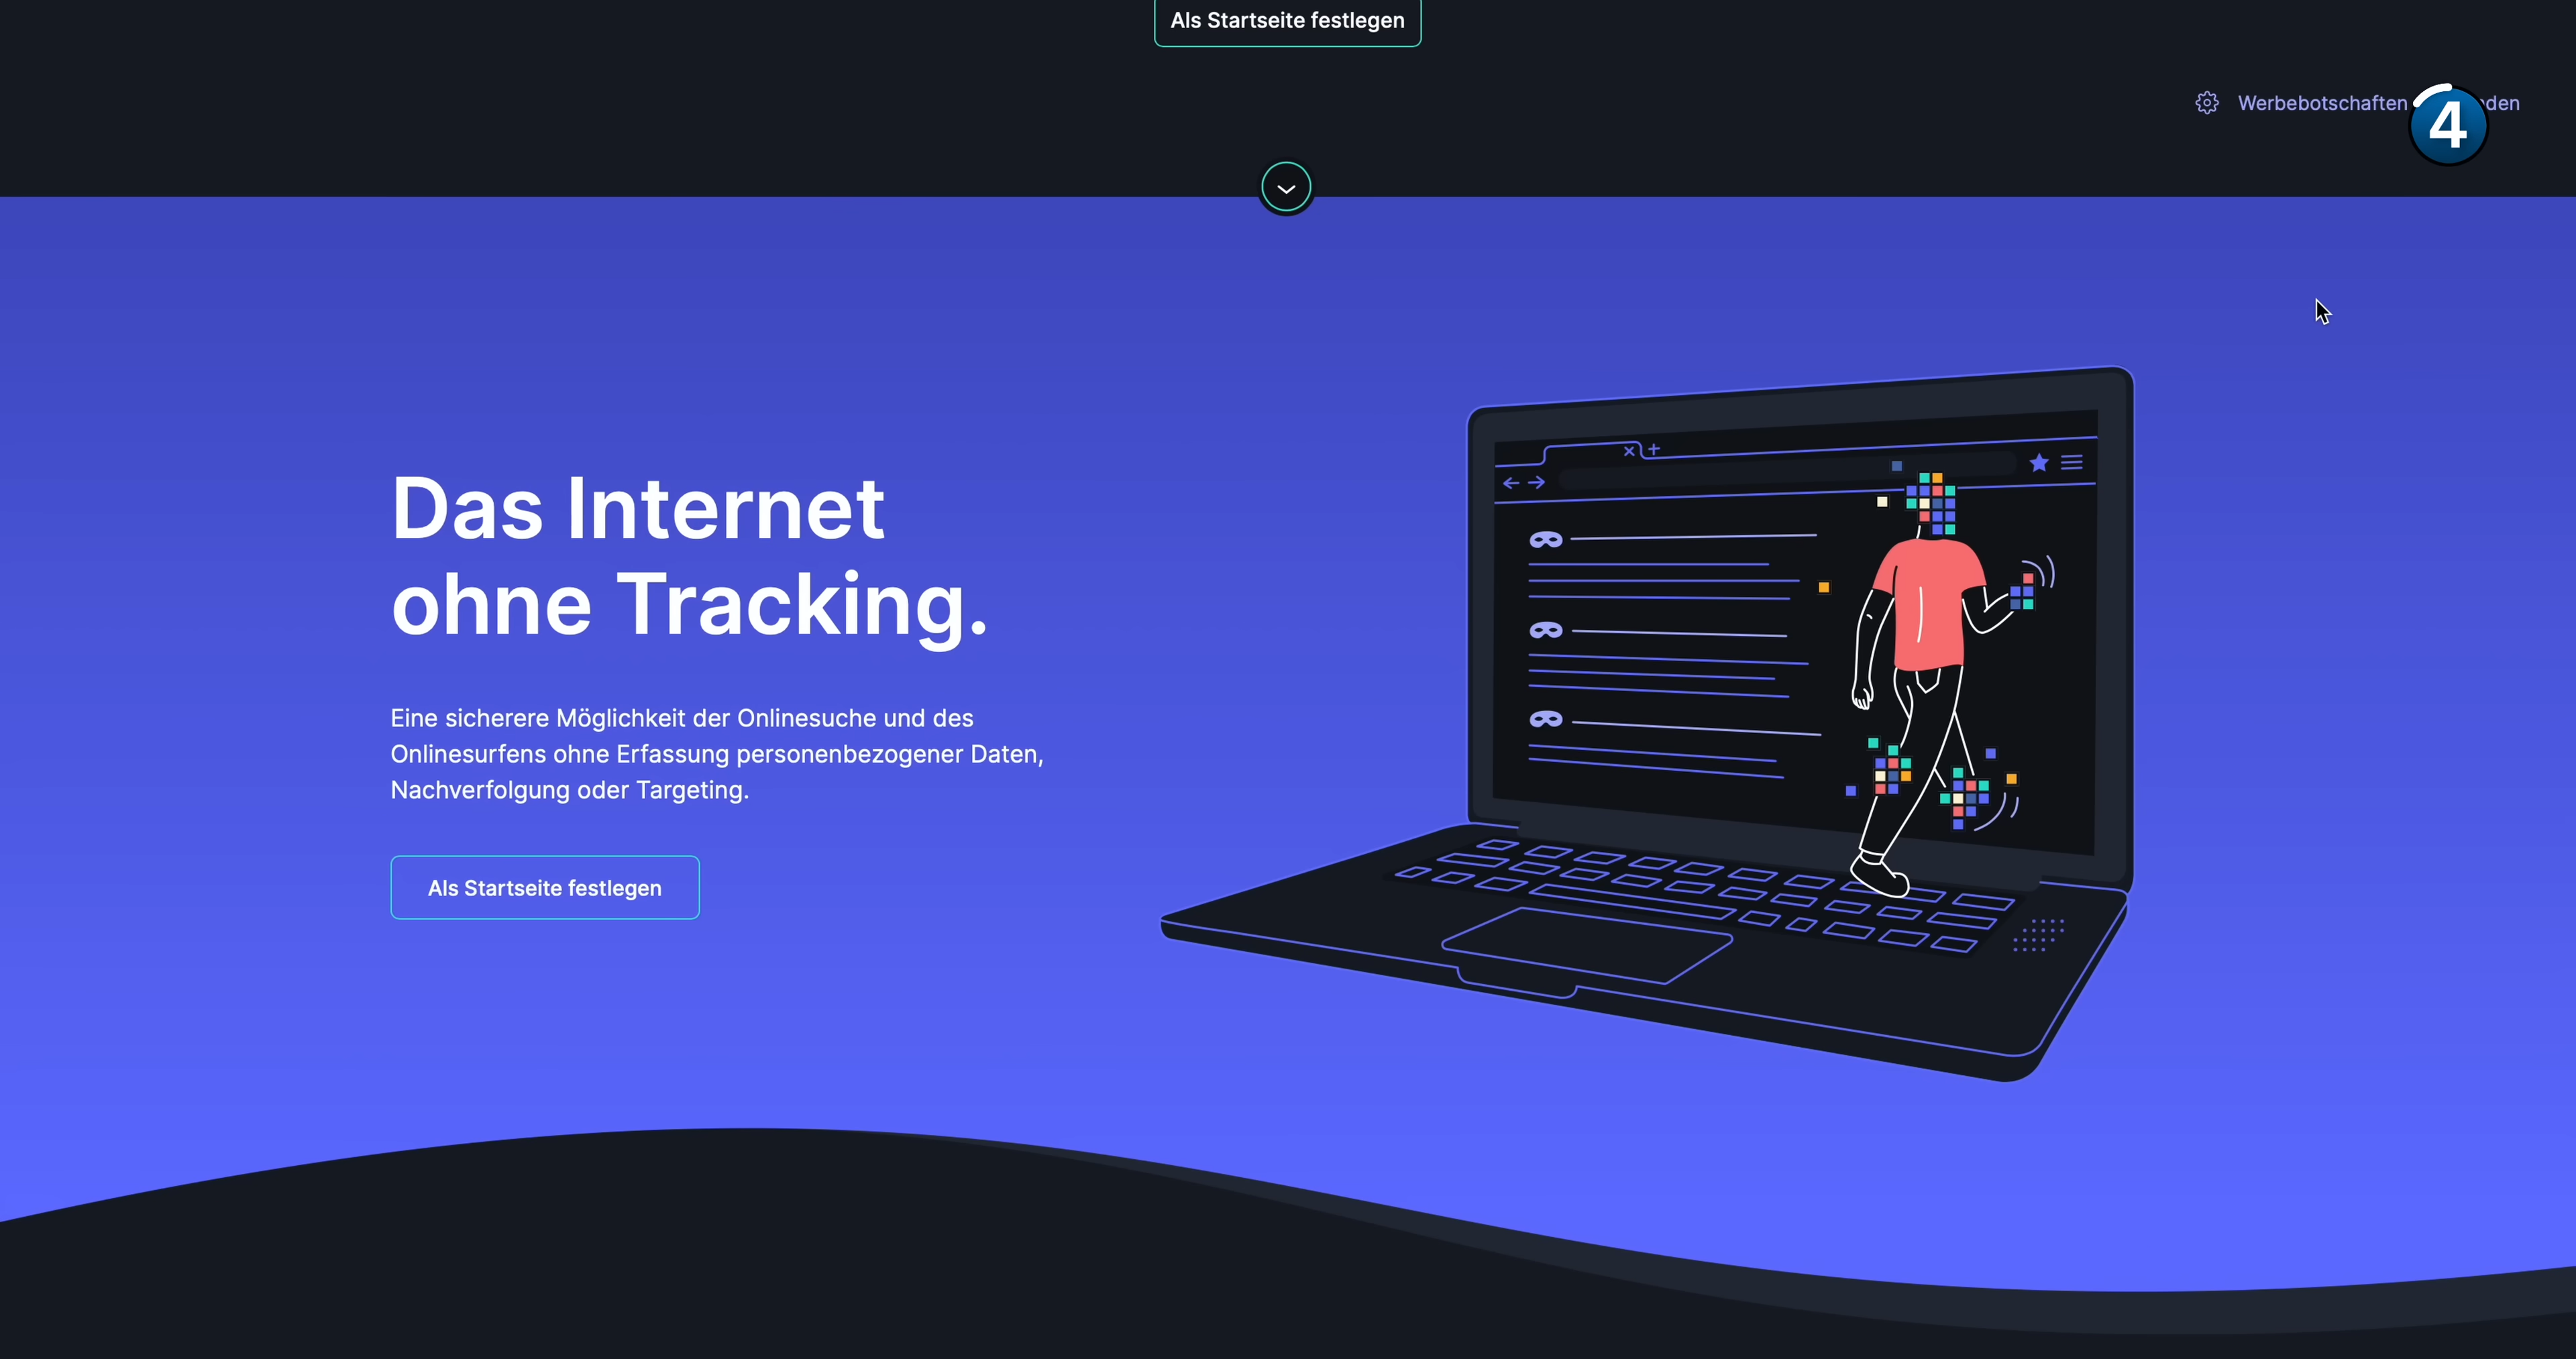 Als Startseite festlegen
Werbebotschaften
4
Das Internet
ohne Tracking.
Eine sicherere Möglichkeit der Onlinesuche und des
Onlinesurfens ohne Erfassung personenbezogener Daten,
Nachverfolgung oder Targeting.
Als Startseite festlegen